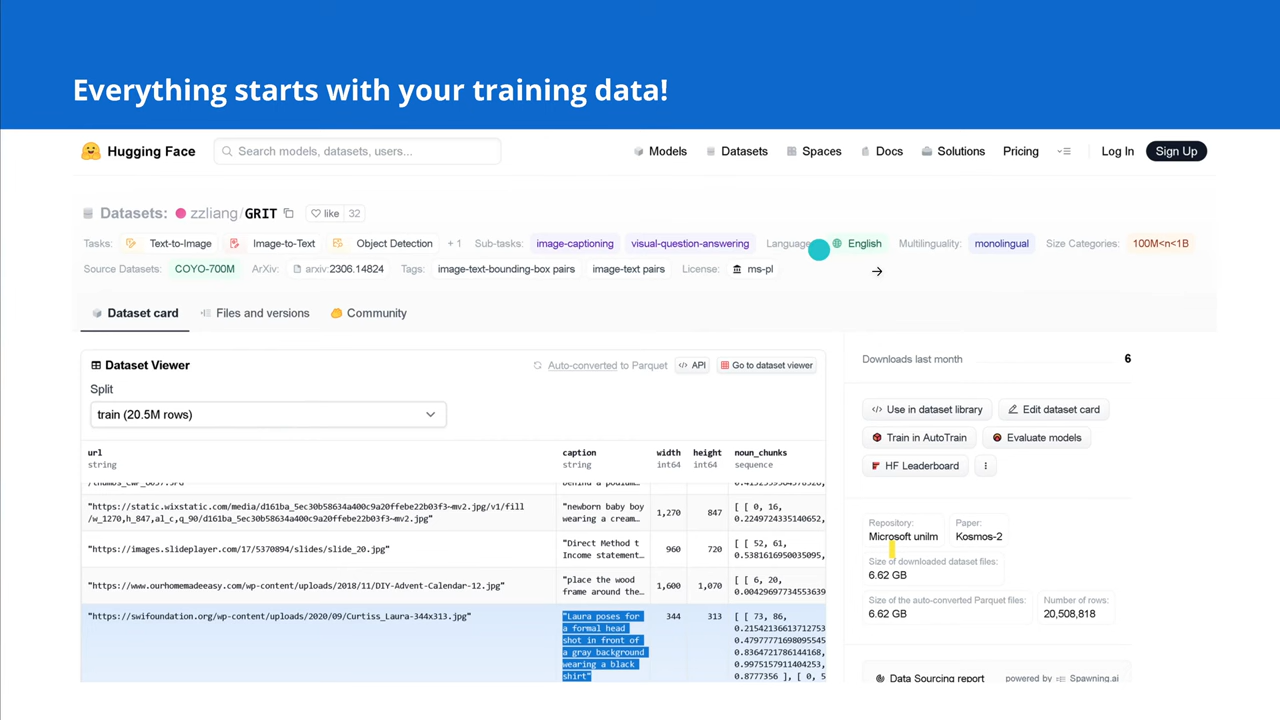 Everything starts with your training data!
Hugging Face Search models, datasets, users... Models Datasets Spaces Docs Solutions Pricing Log In Sign Up
Datasets: zzliang/GRIT like 32
Tasks: Text-to-Image Image-to-Text Object Detection + 1 Sub-tasks: image-captioning visual-question-answering Language English Multilinguality: monolingual Size Categories: 100M<n<1B
Source Datasets: COYO-700M ArXiv: arxiv:2306.14824 Tags: image-text-bounding-box pairs image-text pairs License: ms-pl
Dataset card Files and versions Community
Dataset Viewer Auto-converted to Parquet API Go to dataset viewer
Split
train (20.5M rows)
url caption width height noun_chunks
string string int64 int64 sequence
"https://static.wixstatic.com/media/d161ba_5ec30b58634a400c9a20ffebe22b03f3~mv2.jpg/v1/fill
/w_1270,h_847,al_c,q_90/d161ba_5ec30b58634a400c9a20ffebe22b03f3~mv2.jpg"
"newborn baby boy
wearing a cream…
1,270 847
[ [ 0, 16,
0.2249724335140652,
"https://images.slideplayer.com/17/5370894/slides/slide_20.jpg"
"Direct Method t
Income statement…
960 720
[ [ 52, 61,
0.5381616950035095,
"https://www.ourhomemadeeasy.com/wp-content/uploads/2018/11/DIY-Advent-Calendar-12.jpg"
"place the wood
frame around the…
1,600 1,070
[ [ 6, 20,
0.0042969773455363​9
"https://swifoundation.org/wp-content/uploads/2020/09/Curtiss_Laura-344x313.jpg"
"Laura poses for
a formal head
shot in front of
a gray background
wearing a black
shirt"
344 313
[ [ 73, 86,
0.21542136613712753
0.47977771698095545
0.8364721786144168,
0.9975157911404253,
0.8777356 ], [ 0, 5
Downloads last month 6
Use in dataset library Edit dataset card
Train in AutoTrain Evaluate models
HF Leaderboard
Repository: Paper:
Microsoft unilm Kosmos-2
Size of downloaded dataset files:
6.62 GB
Size of the auto-converted Parquet files: Number of rows:
6.62 GB 20,508,818
Data Sourcing report powered by Spawning.ai